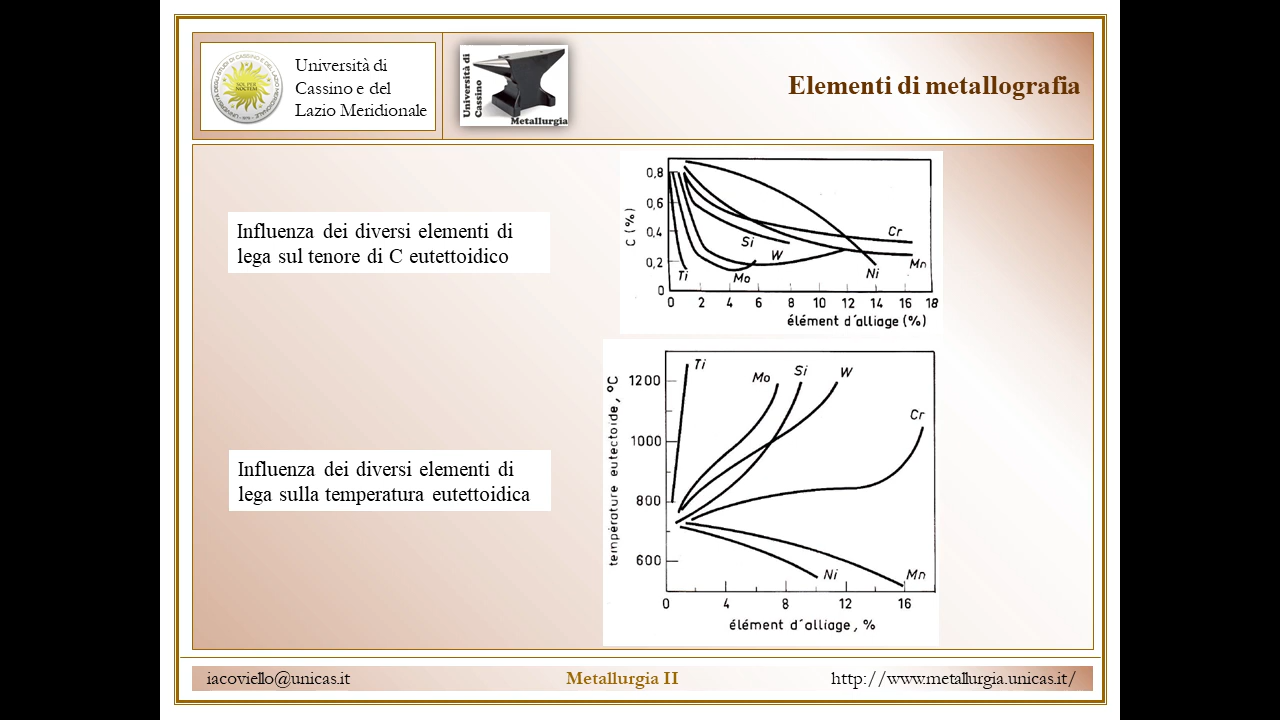 Università di
Cassino e del
Lazio Meridionale
Università di
Cassino
Metallurgia
Elementi di metallografia
Influenza dei diversi elementi di
lega sul tenore di C eutettoidico
C (%)
0,8
0,6
0,4
0,2
0
Ti
Mo
Si
W
Cr
Mn
Ni
0 2 4 6 8 10 12 14 16 18
élément d'alliage (%)
Influenza dei diversi elementi di
lega sulla temperatura eutettoidica
température eutectoïde, °C
1200
1000
800
600
Ti
Mo
Si
W
Cr
Ni
Mn
0 4 8 12 16
élément d'alliage, %
iacoviello@unicas.it
Metallurgia II
http://www.metallurgia.unicas.it/